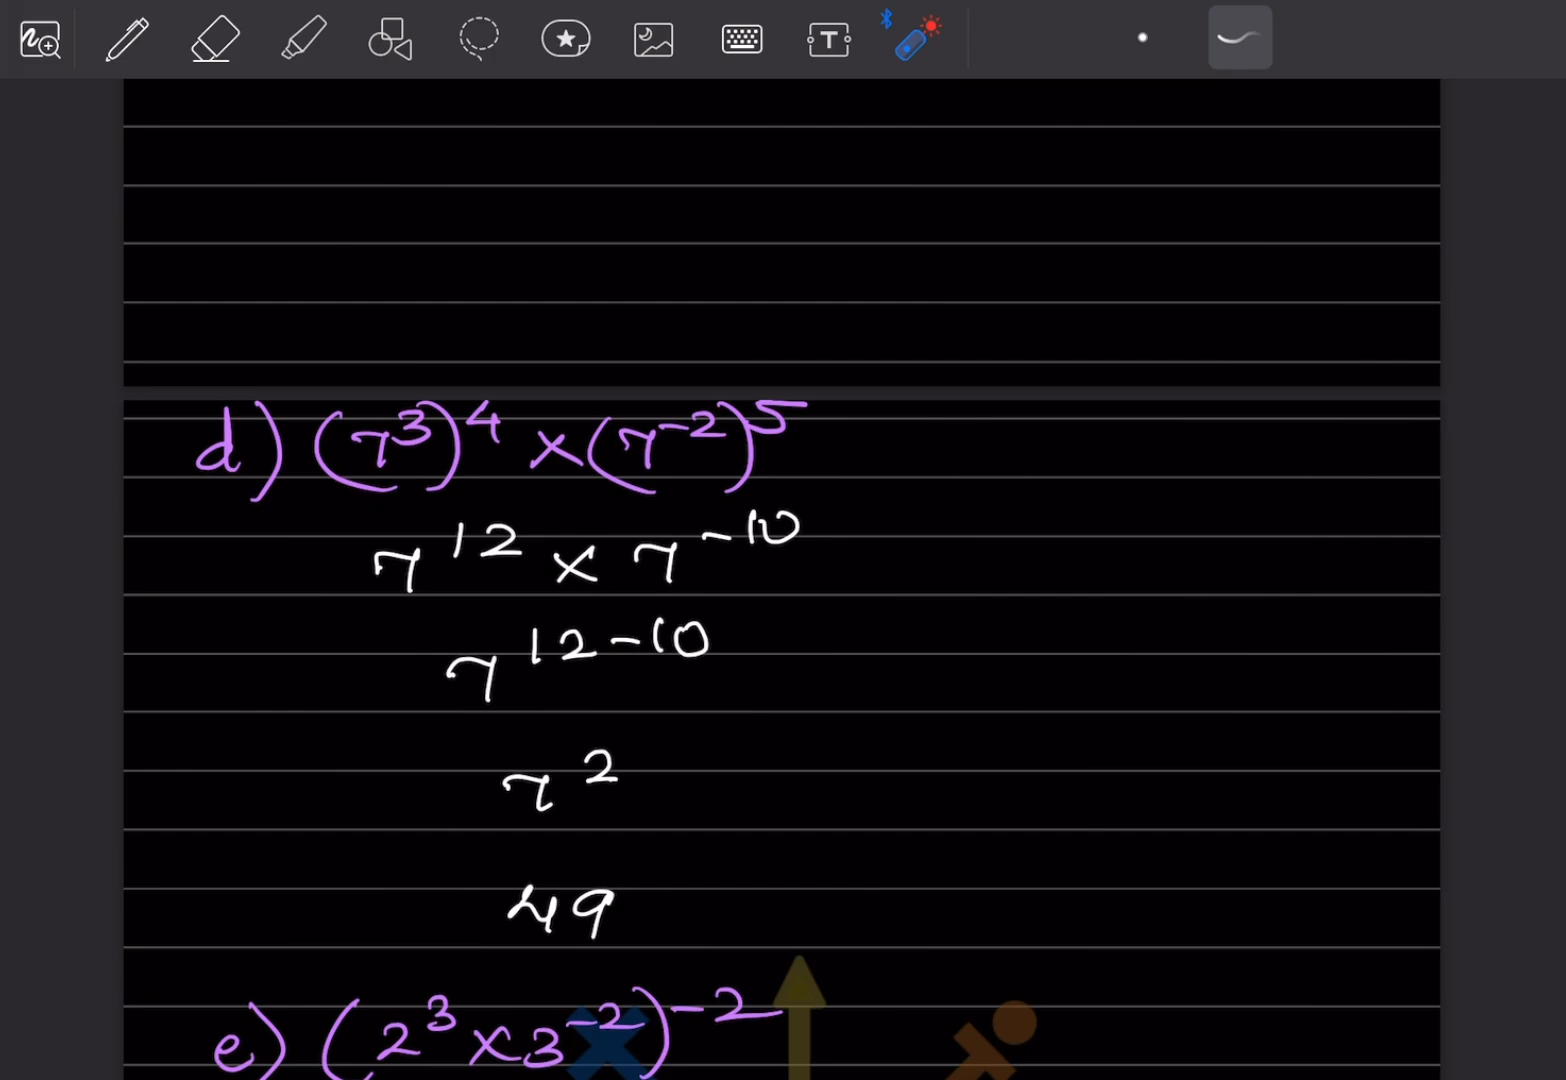 d) (7³)⁴ × (7⁻²)⁵
7¹² × 7⁻¹⁰
7¹²⁻¹⁰
7²
49
e) (2³ × 3⁻²)⁻²